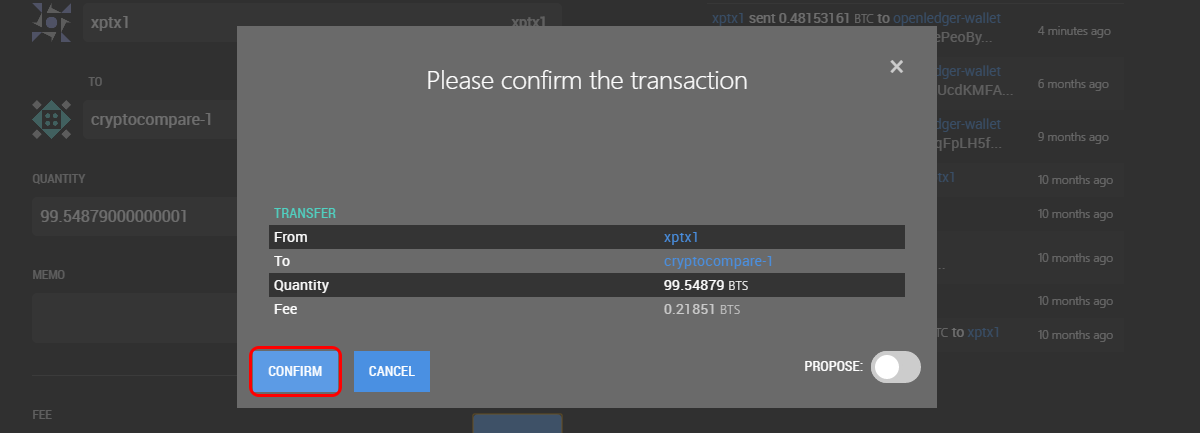 xptx1 xptx1
TO
cryptocompare-1
QUANTITY
99.54879000000001
MEMO
FEE
Please confirm the transaction
×
TRANSFER
From xptx1
To cryptocompare-1
Quantity 99.54879 BTS
Fee 0.21851 BTS
CONFIRM CANCEL PROPOSE:
xptx1 sent 0.48153161 BTC to openledger-wallet
ePeoBy... 4 minutes ago
dger-wallet
UcdKMFA... 6 months ago
dger-wallet
qFpLH5f... 9 months ago
xtx1 10 months ago
10 months ago
10 months ago
10 months ago
TC to xptx1 10 months ago